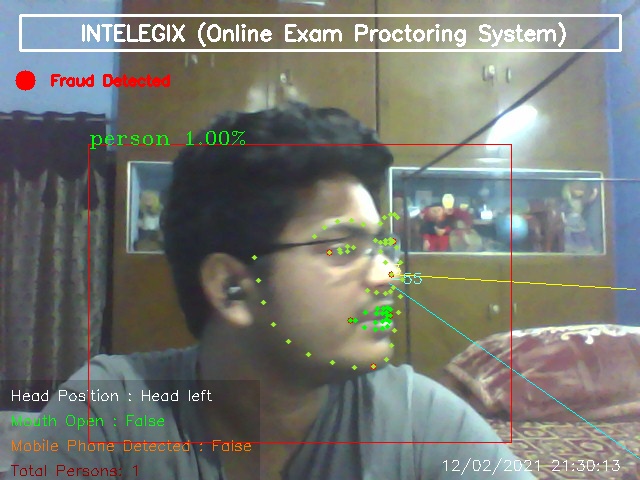 INTELEGIX (Online Exam Proctoring System)
Fraud Detected
person 1.00%
55
Head Position : Head left
Mouth Open : False
Mobile Phone Detected : False
Total Persons: 1
12/02/2021 21:30:13